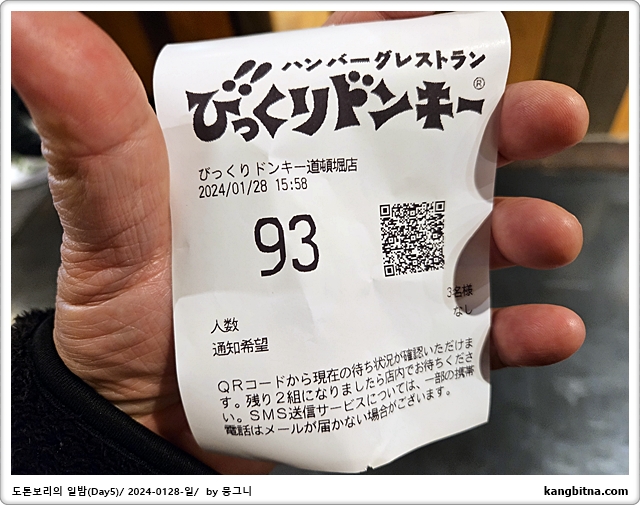 ハンバーグレストラン
びっくりドンキー®
びっくりドンキー道頓堀店
2024/01/28 15:58
93
人数 3名様
通知希望 なし
QRコードから現在の待ち状況が確認いただけま
す。残り2組になりましたら店内でお待ちくださ
い。SMS送信サービスについては、一部の携帯
電話はメールが届かない場合がございます。
도톤보리의 일밤(Day5)/ 2024-0128-일/ by 몽그니
kangbitna.com